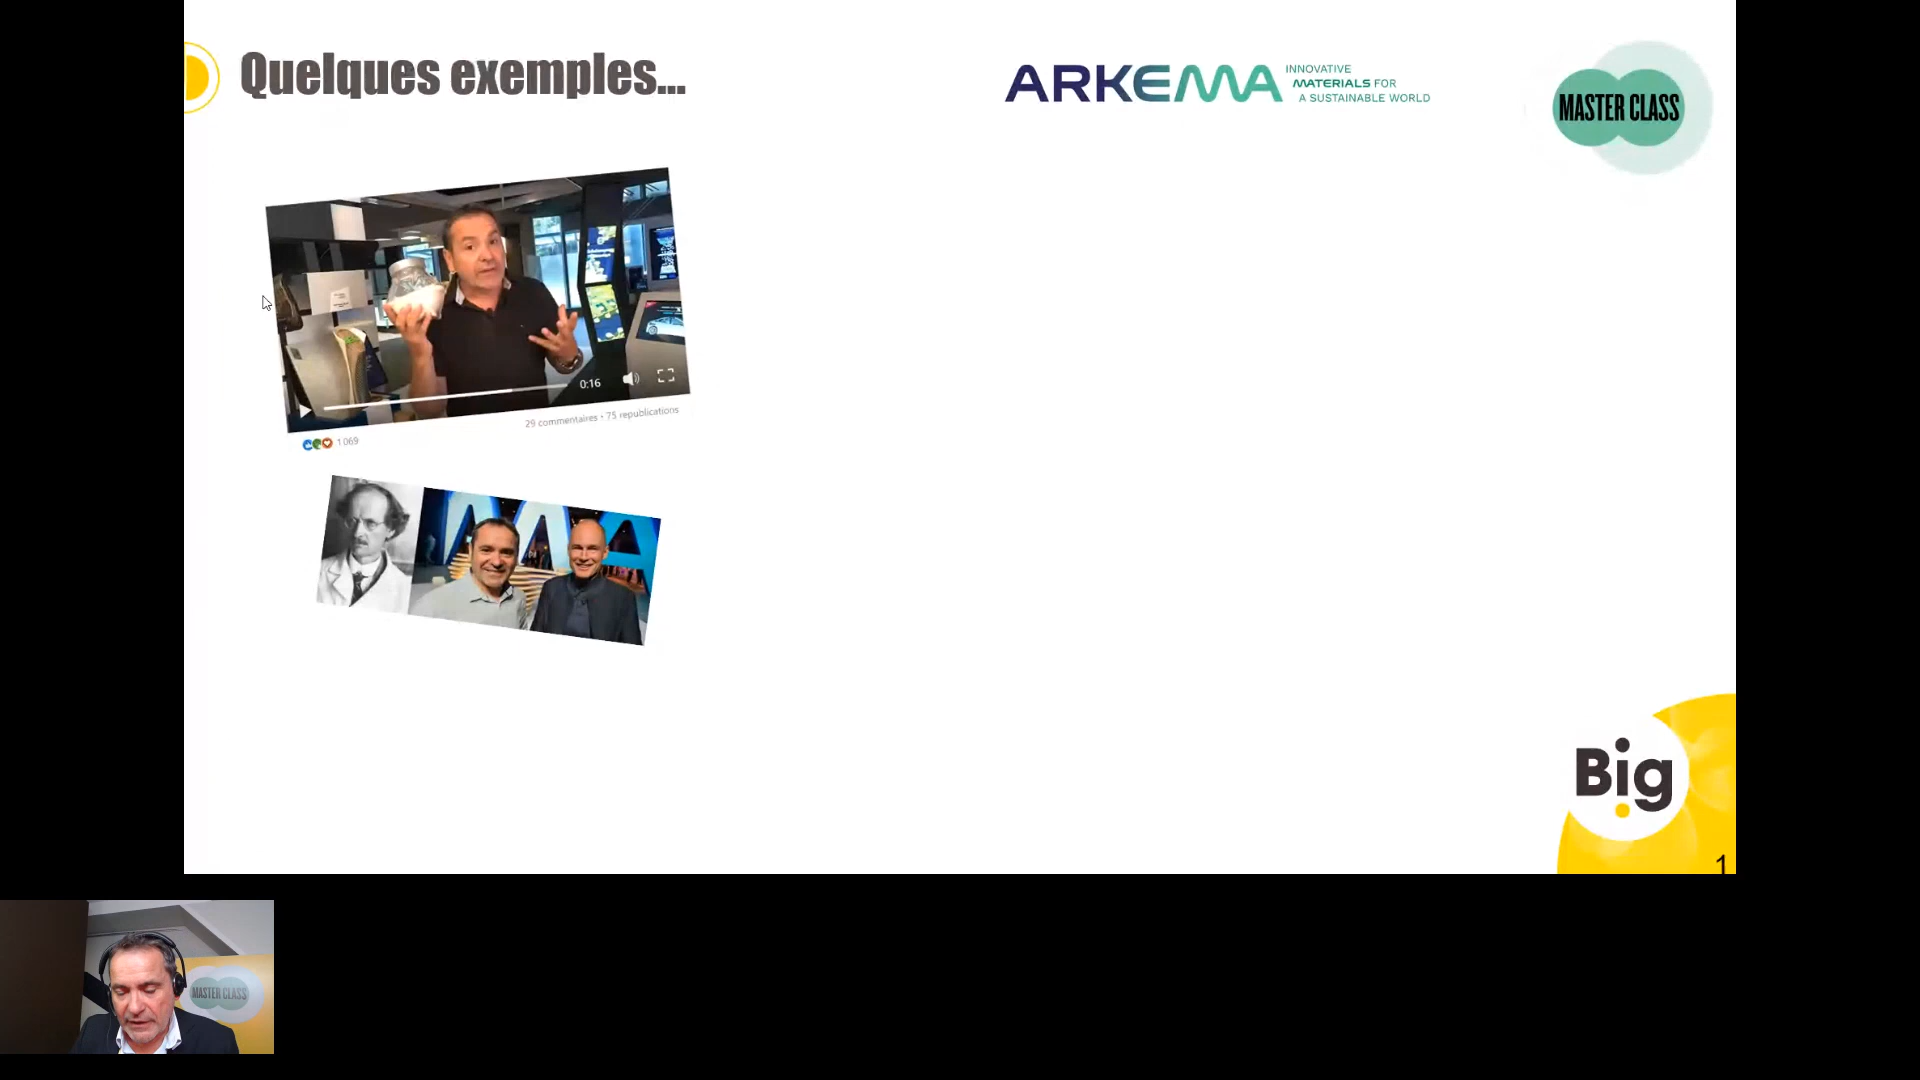 Quelques exemples...
ARKEMA
INNOVATIVE
MATERIALS FOR
A SUSTAINABLE WORLD
MASTER CLASS
0:16
29 commentaires • 75 republications
1 069
Big
1
MASTER CLASS